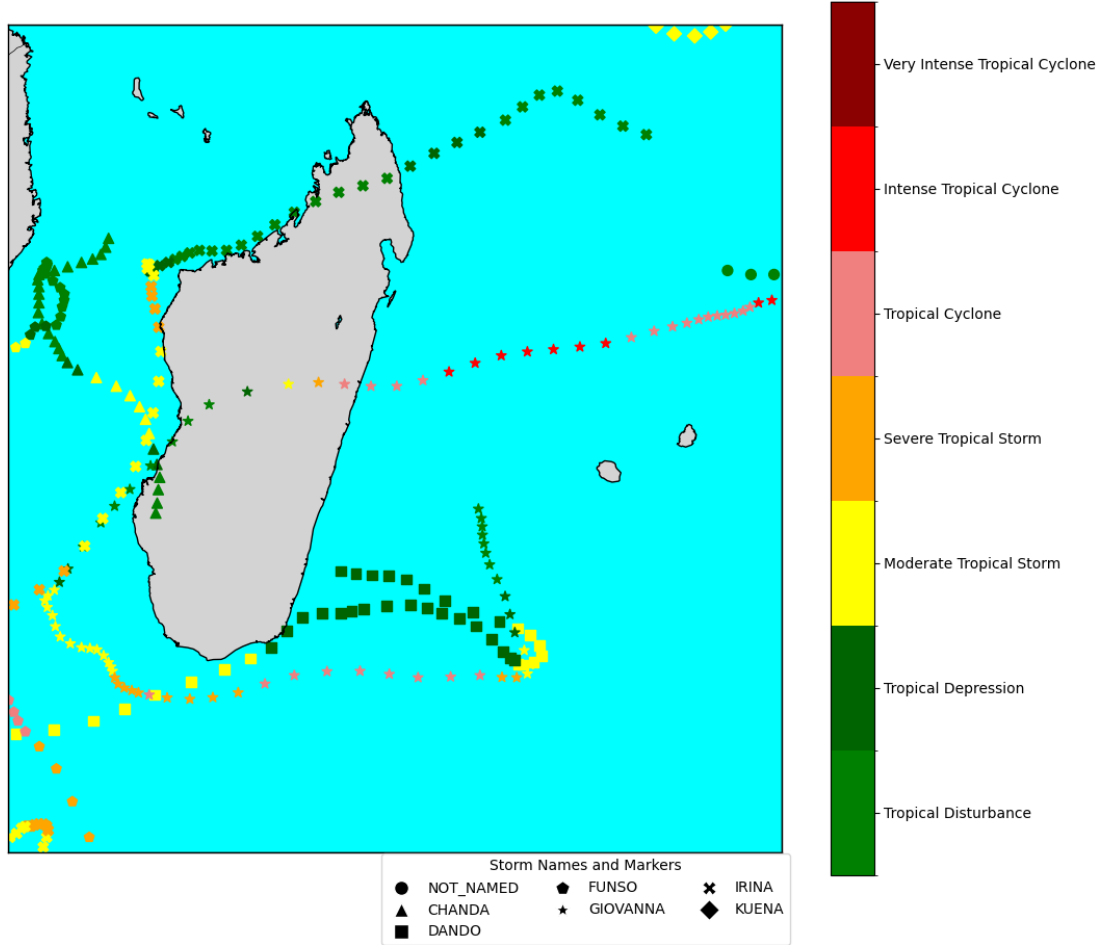 Very Intense Tropical Cyclone
Intense Tropical Cyclone
Tropical Cyclone
Severe Tropical Storm
Moderate Tropical Storm
Tropical Depression
Tropical Disturbance
Storm Names and Markers
NOT_NAMED FUNSO IRINA
CHANDA GIOVANNA KUENA
DANDO